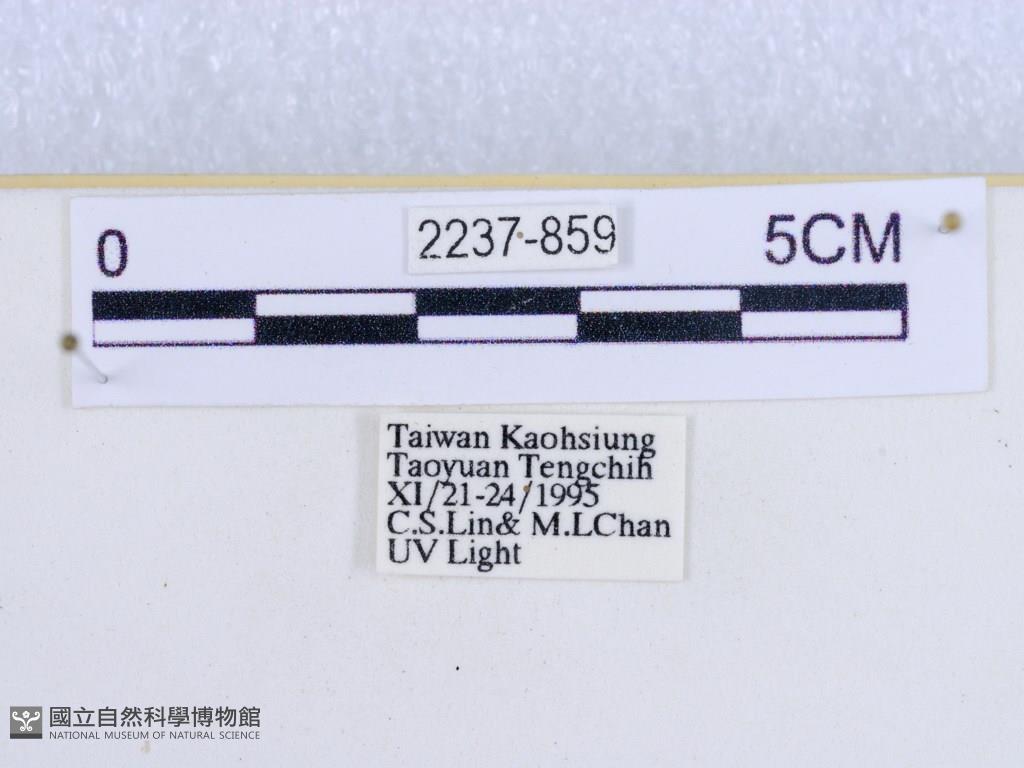 0
2237-859
5CM
Taiwan Kaohsiung
Taoyuan Tengchih
XI/21-24/1995
C.S.Lin& M.LChan
UV Light
國立自然科學博物館
NATIONAL MUSEUM OF NATURAL SCIENCE